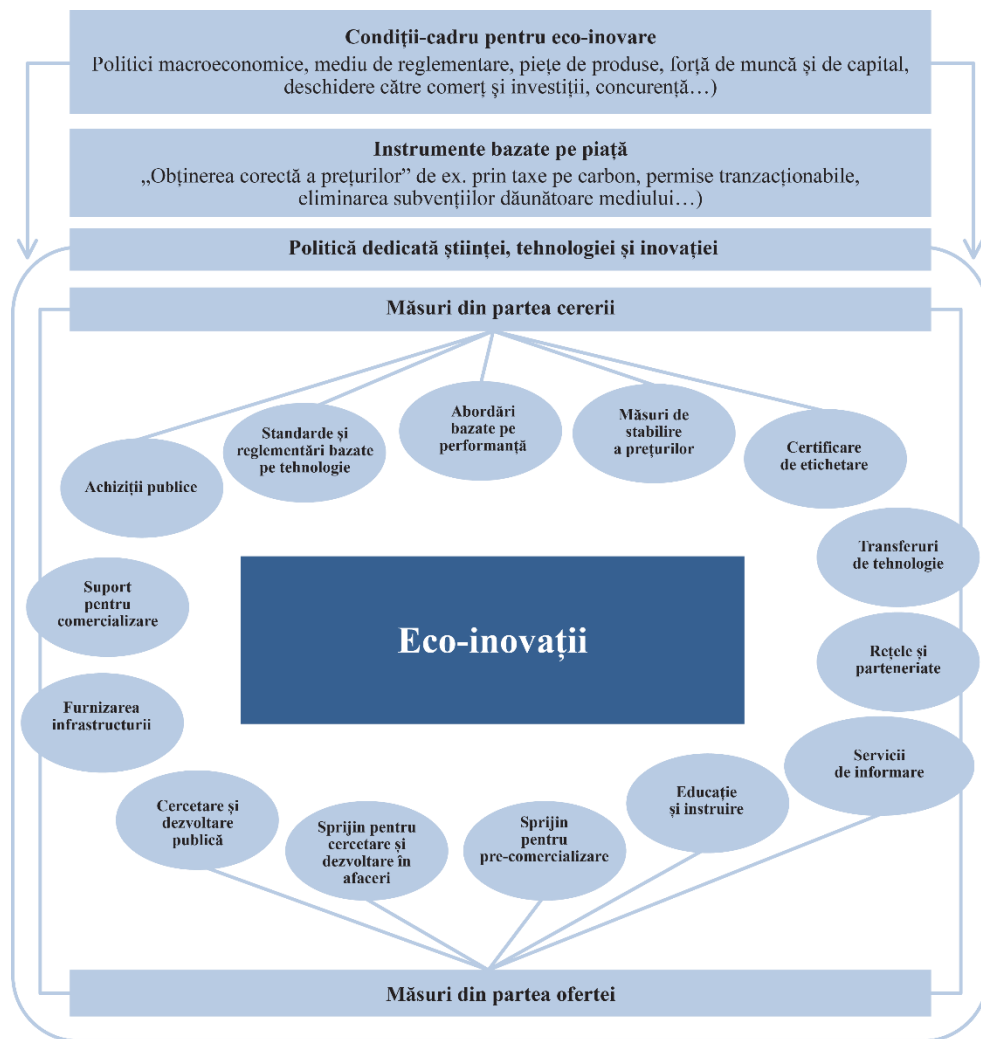 Condiții-cadru pentru eco-inovare
Politici macroeconomice, mediu de reglementare, piețe de produse, forță de muncă și de capital,
deschidere către comerț și investiții, concurență…)
Instrumente bazate pe piață
„Obținerea corectă a prețurilor” de ex. prin taxe pe carbon, permise tranzacționabile,
eliminarea subvențiilor dăunătoare mediului…)
Politică dedicată științei, tehnologiei și inovației
Măsuri din partea cererii
Achiziții publice
Standarde și
reglementări bazate
pe tehnologie
Abordări
bazate pe
performanță
Măsuri de
stabilire
a prețurilor
Certificare
de etichetare
Transferuri
de tehnologie
Suport
pentru
comercializare
Eco-inovații
Rețele și
parteneriate
Furnizarea
infrastructurii
Servicii
de informare
Cercetare și
dezvoltare
publică
Sprijin pentru
cercetare și
dezvoltare în
afaceri
Sprijin
pentru
pre-comercializare
Educație
și instruire
Măsuri din partea ofertei